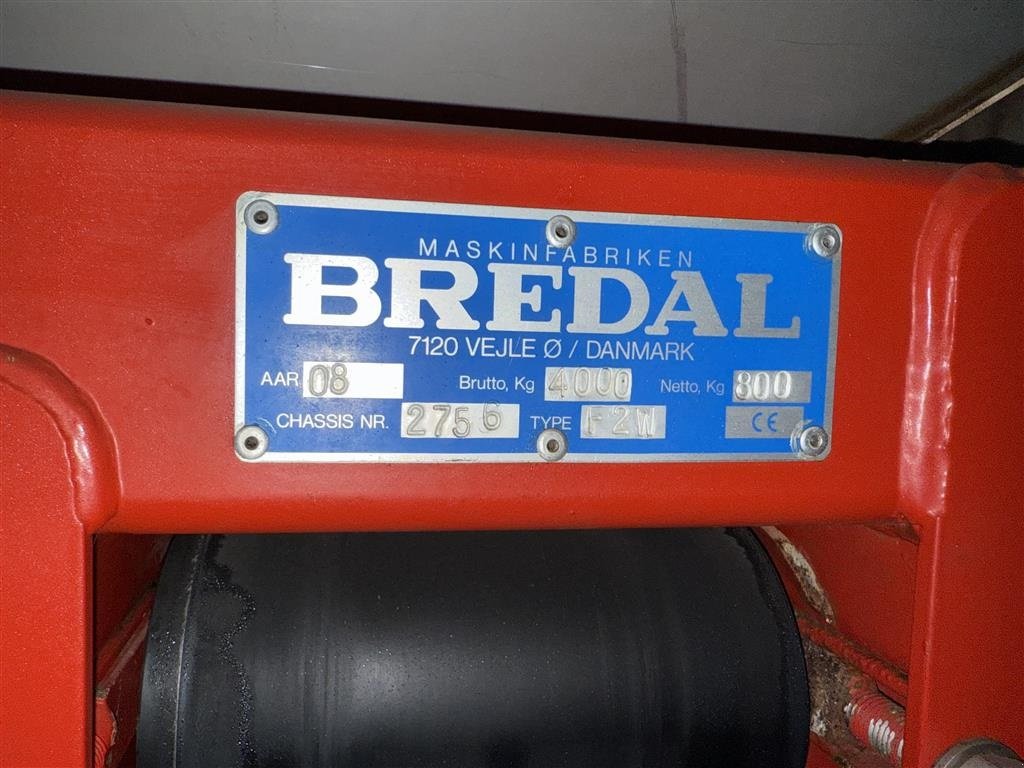 MASKINFABRIKEN
BREDAL
7120 VEJLE Ø / DANMARK
AAR 08 Brutto, Kg 4000 Netto, Kg 800
CHASSIS NR. 2756 TYPE F2W CE